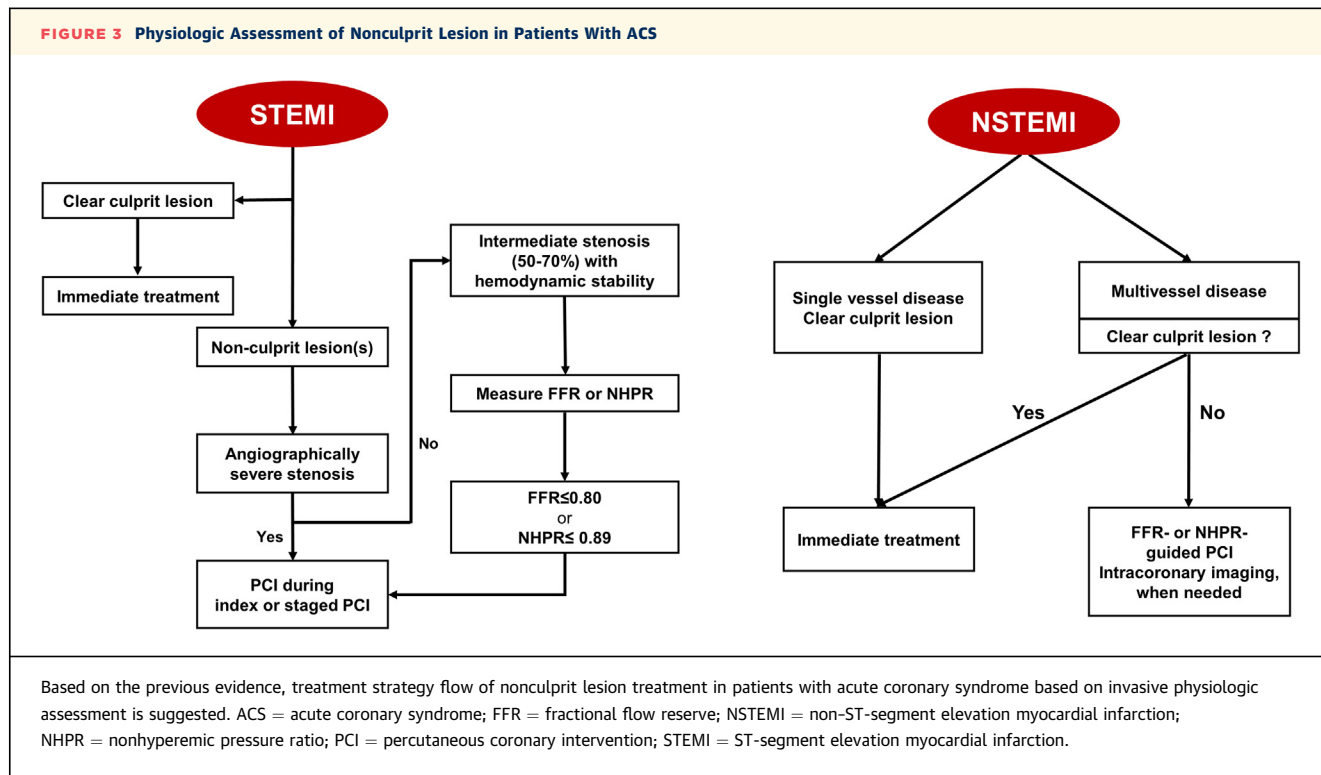 FIGURE 3 Physiologic Assessment of Nonculprit Lesion in Patients With ACS
STEMI
Clear culprit lesion
Immediate treatment
Non-culprit lesion(s)
Angiographically
severe stenosis
Yes
No
PCI during
index or staged PCI
Intermediate stenosis
(50-70%) with
hemodynamic stability
Measure FFR or NHPR
FFR≤0.80
or
NHPR≤ 0.89
NSTEMI
Single vessel disease
Clear culprit lesion
Multivessel disease
Clear culprit lesion ?
Yes
No
Immediate treatment
FFR- or NHPR-
guided PCI
Intracoronary imaging,
when needed
Based on the previous evidence, treatment strategy flow of nonculprit lesion treatment in patients with acute coronary syndrome based on invasive physiologic
assessment is suggested. ACS = acute coronary syndrome; FFR = fractional flow reserve; NSTEMI = non-ST-segment elevation myocardial infarction;
NHPR = nonhyperemic pressure ratio; PCI = percutaneous coronary intervention; STEMI = ST-segment elevation myocardial infarction.